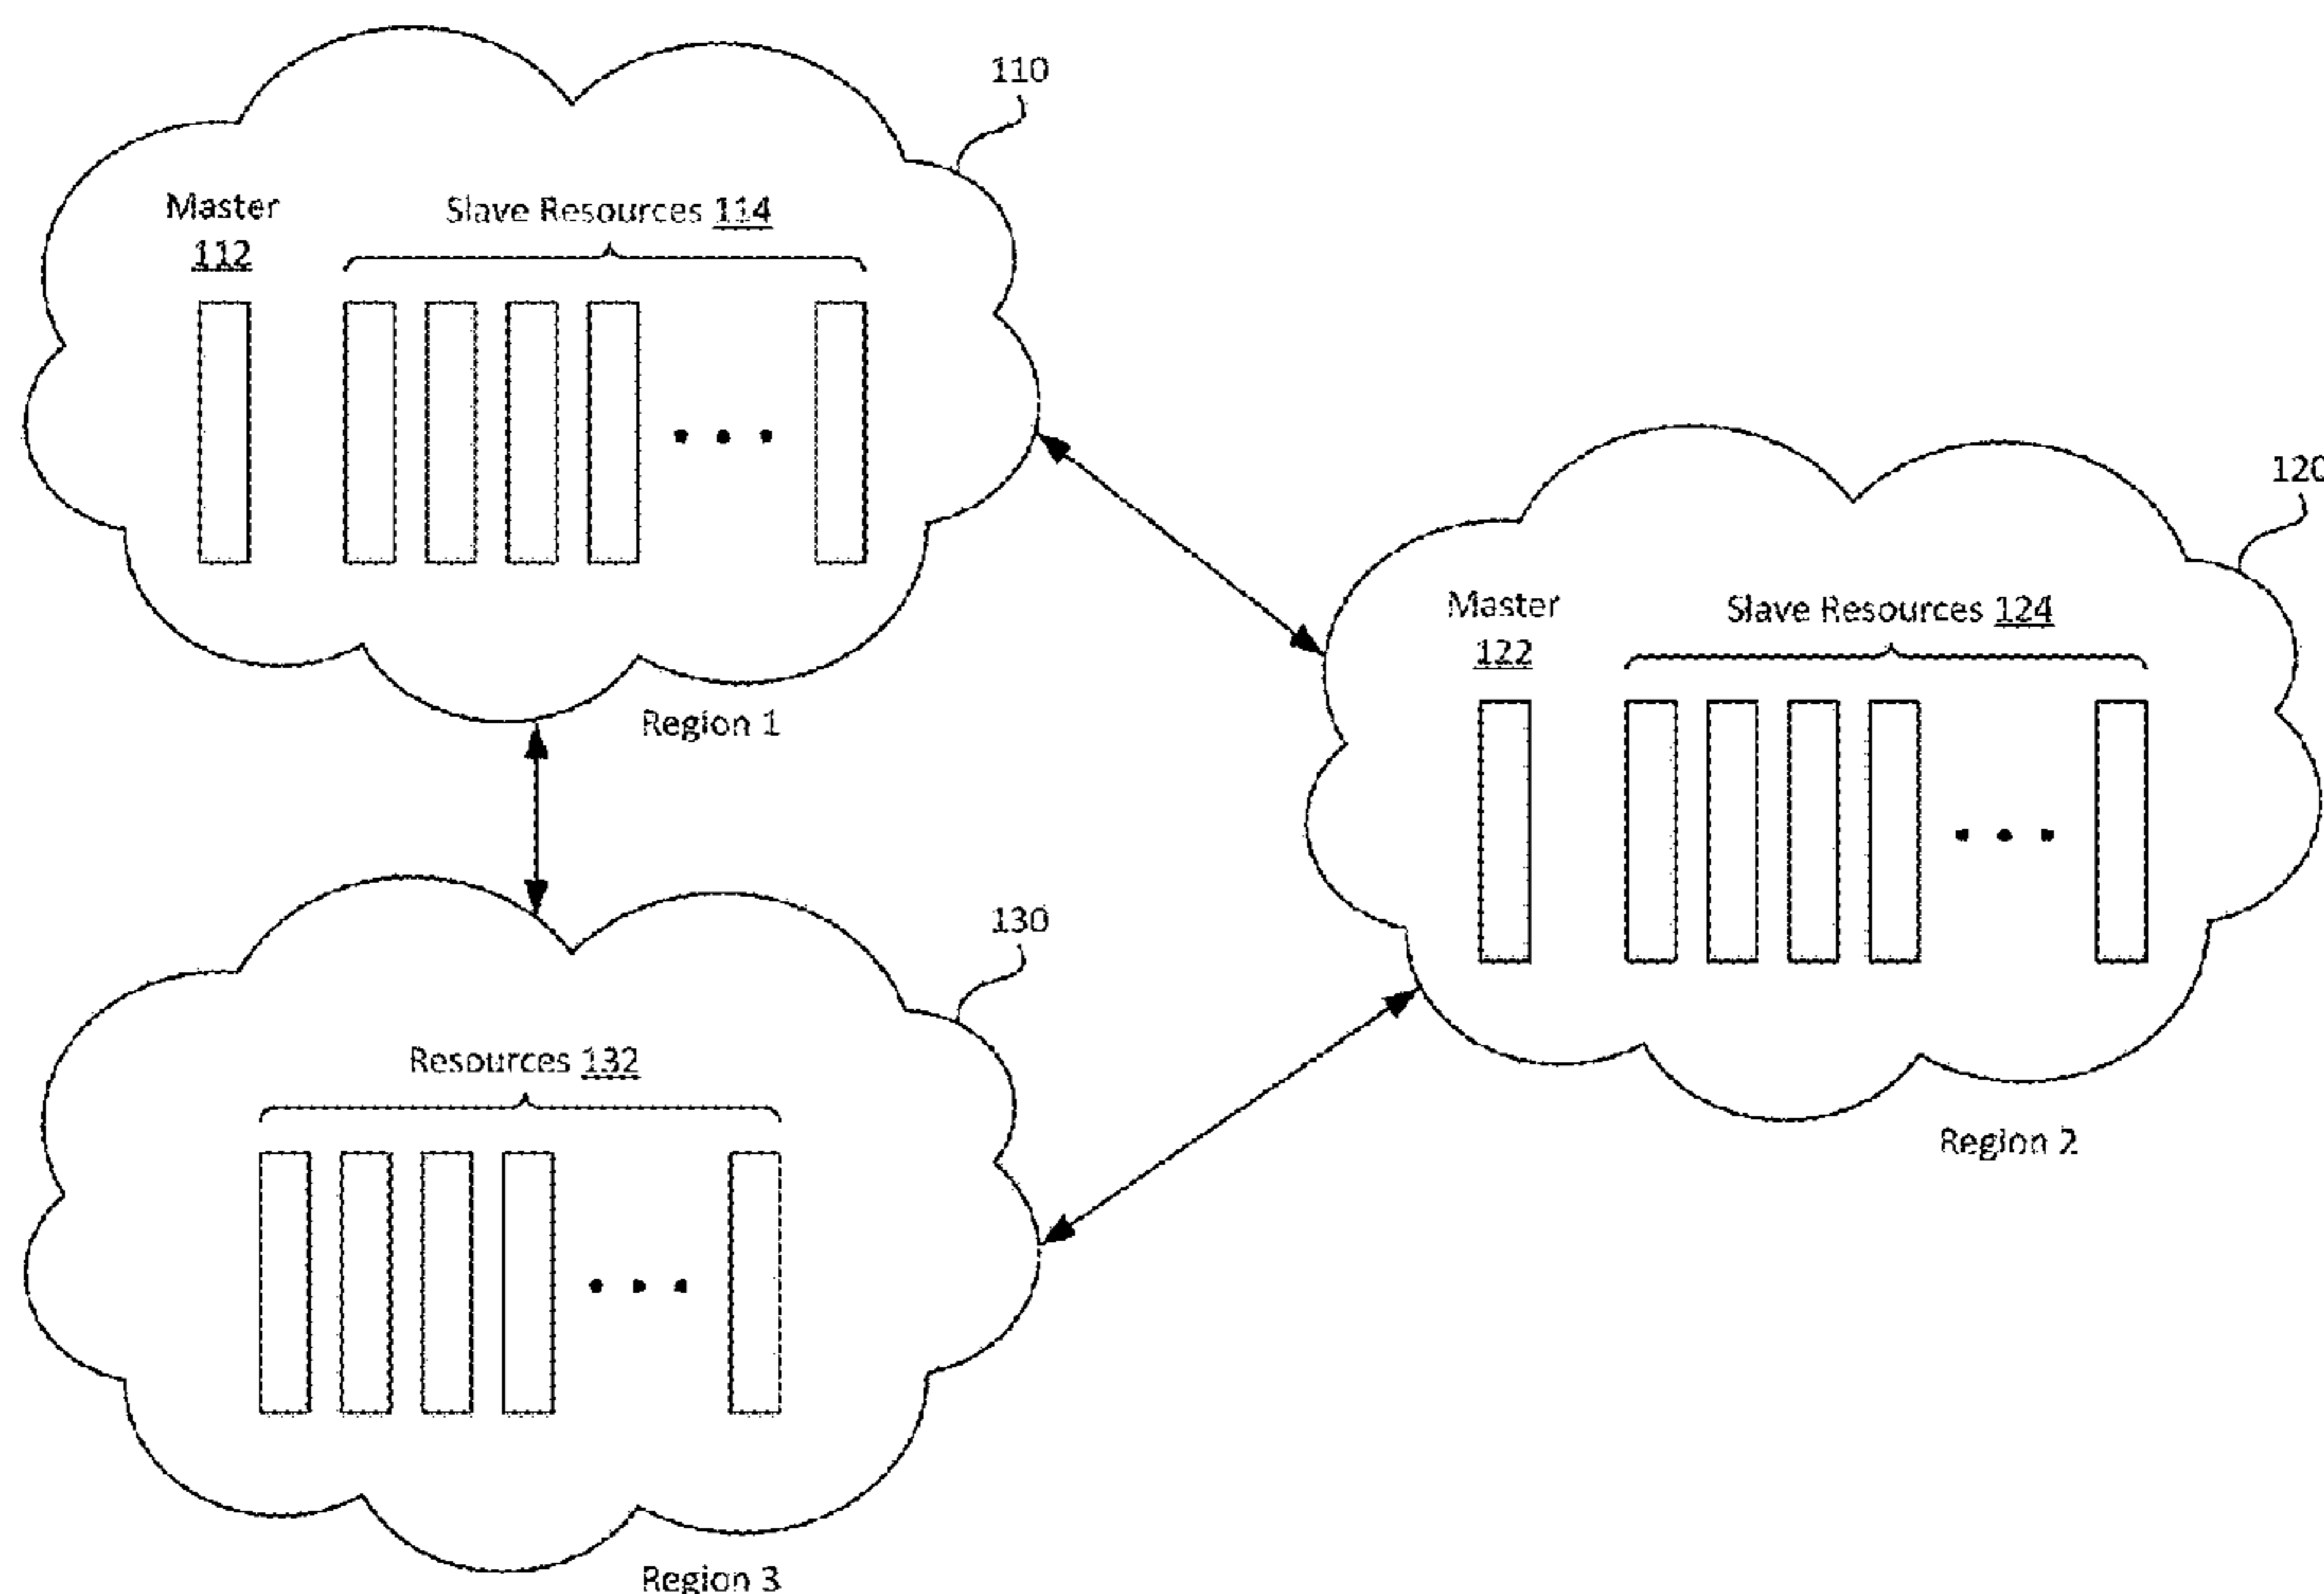 110
Master
112
Slave Resources 114
Region 1
120
Master
122
Slave Resources 124
Region 2
130
Resources 132
Region 3